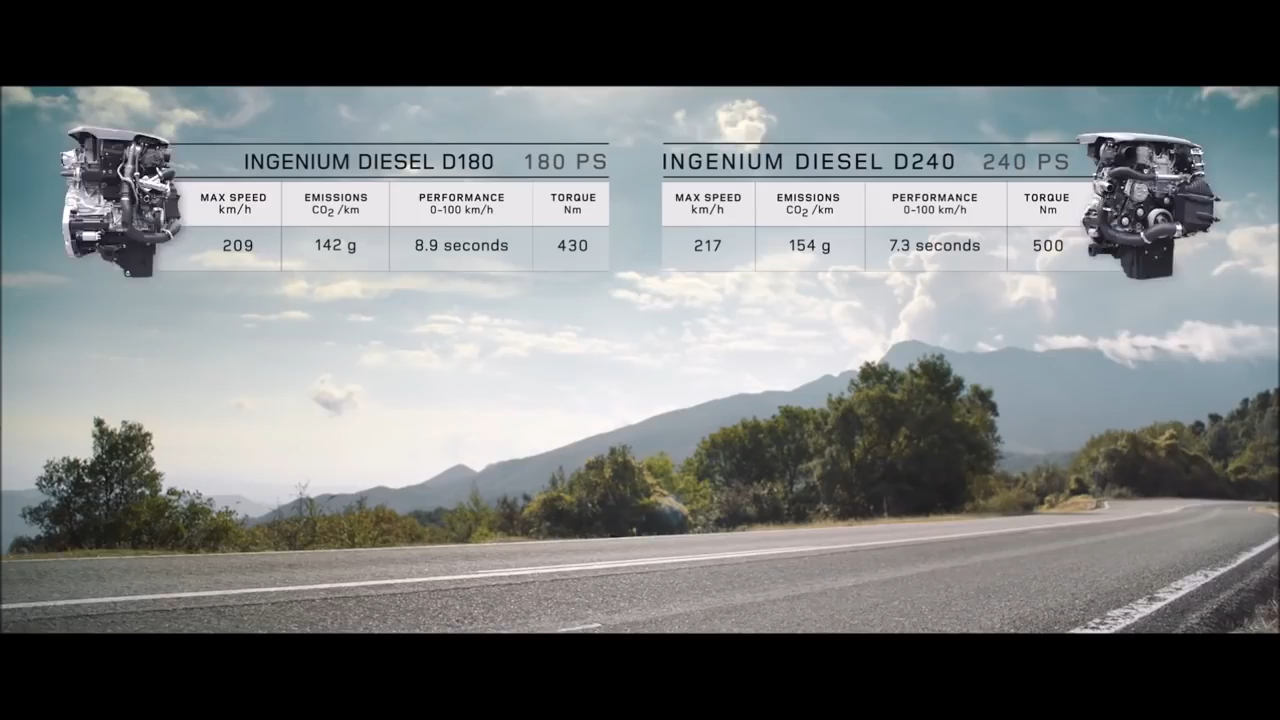 INGENIUM DIESEL D180 180 PS
MAX SPEED EMISSIONS PERFORMANCE TORQUE
km/h CO2 /km 0-100 km/h Nm
209 142 g 8.9 seconds 430
INGENIUM DIESEL D240 240 PS
MAX SPEED EMISSIONS PERFORMANCE TORQUE
km/h CO2 /km 0-100 km/h Nm
217 154 g 7.3 seconds 500